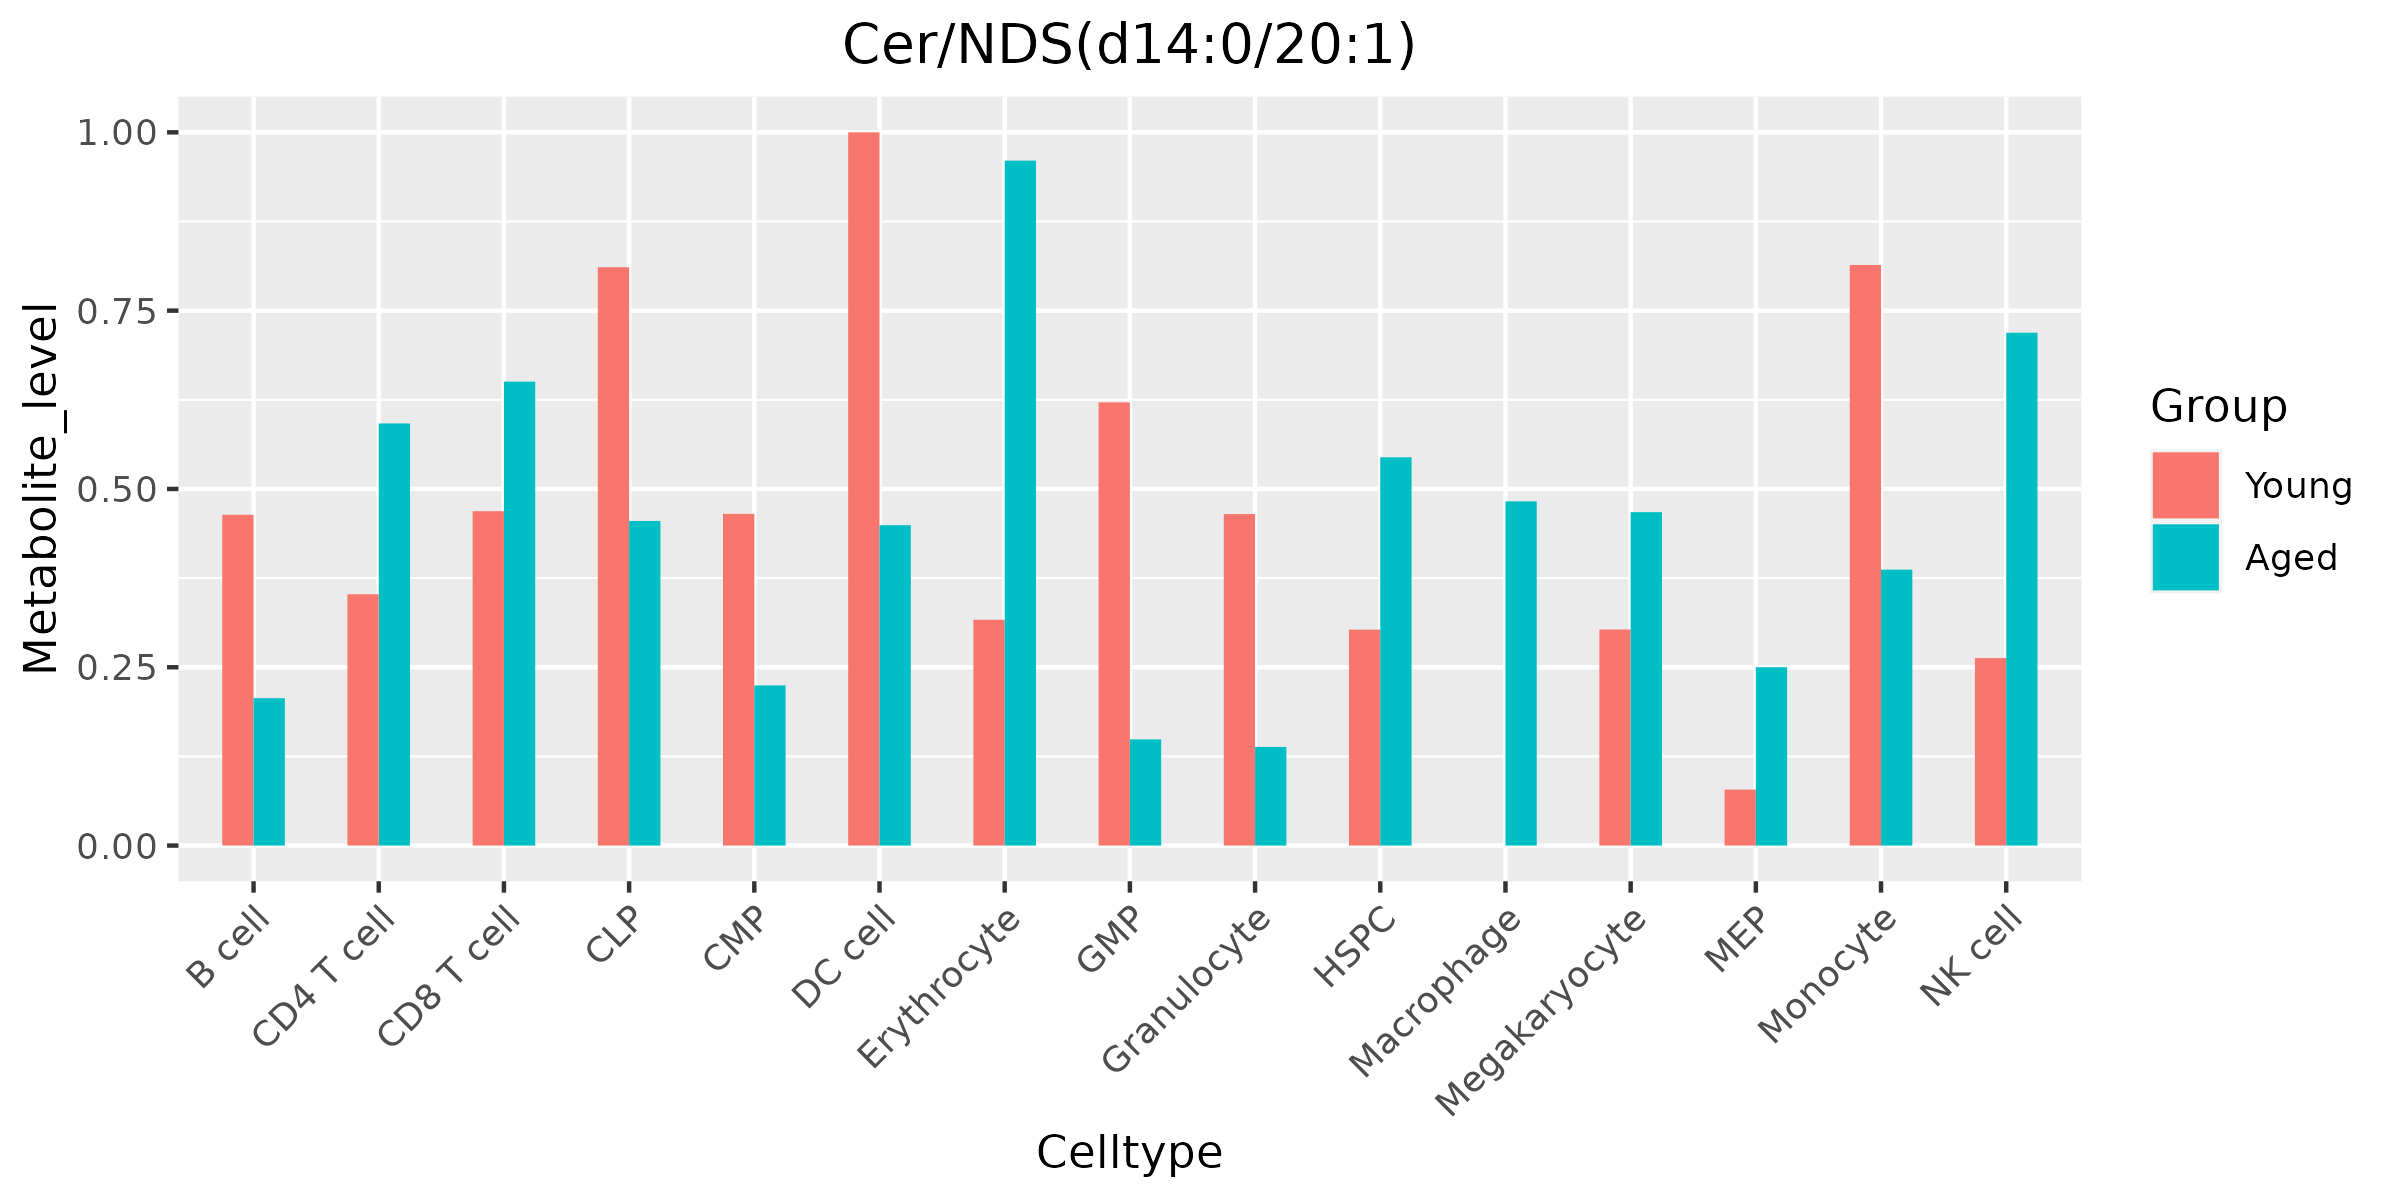 Cer/NDS(d14:0/20:1)
Metabolite_level
1.00
0.75
0.50
0.25
0.00
B cell
CD4 T cell
CD8 T cell
CLP
CMP
DC cell
Erythrocyte
GMP
Granulocyte
HSPC
Macrophage
Megakaryocyte
MEP
Monocyte
NK cell
Celltype
Group
Young
Aged